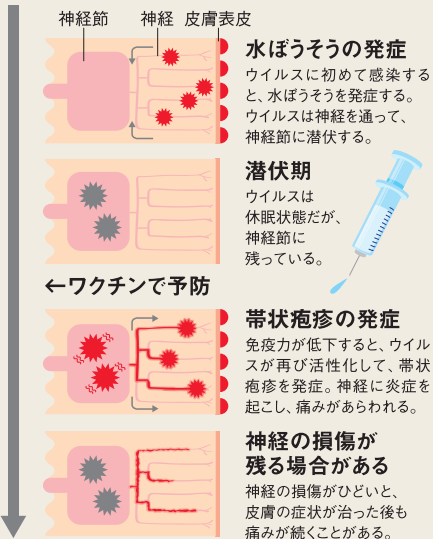 神経節 神経 皮膚表皮
水ぼうそうの発症
ウイルスに初めて感染する
と、水ぼうそうを発症する。
ウイルスは神経を通って、
神経節に潜伏する。
潜伏期
ウイルスは
休眠状態だが、
神経節に
残っている。
←ワクチンで予防
帯状疱疹の発症
免疫力が低下すると、ウイル
スが再び活性化して、帯状
疱疹を発症。神経に炎症を
起こし、痛みがあらわれる。
神経の損傷が
残る場合がある
神経の損傷がひどいと、
皮膚の症状が治った後も
痛みが続くことがある。